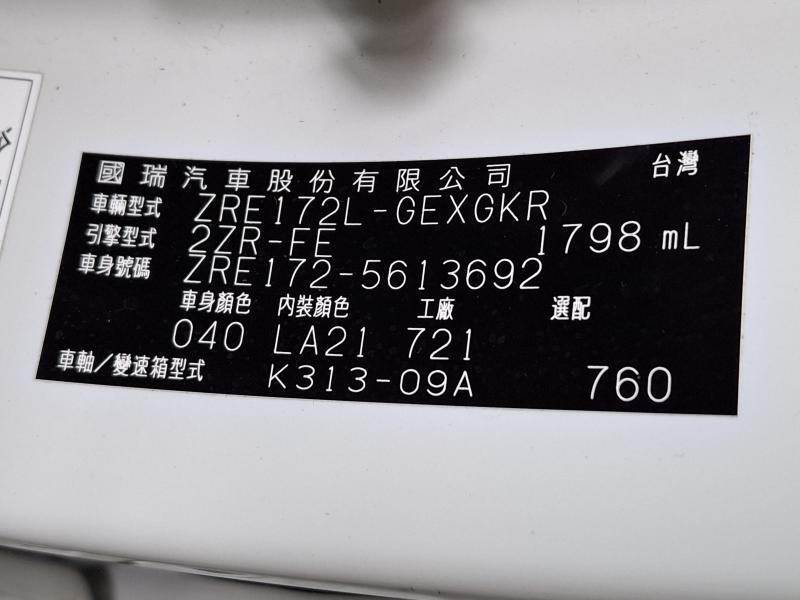 國瑞汽車股份有限公司 台灣
車輛型式 ZRE172L-GEXGKR
引擎型式 2ZR-FE 1798 mL
車身號碼 ZRE172-5613692
車身顏色 內裝顏色 工廠 選配
040 LA21 721
車軸/變速箱型式 K313-09A 760